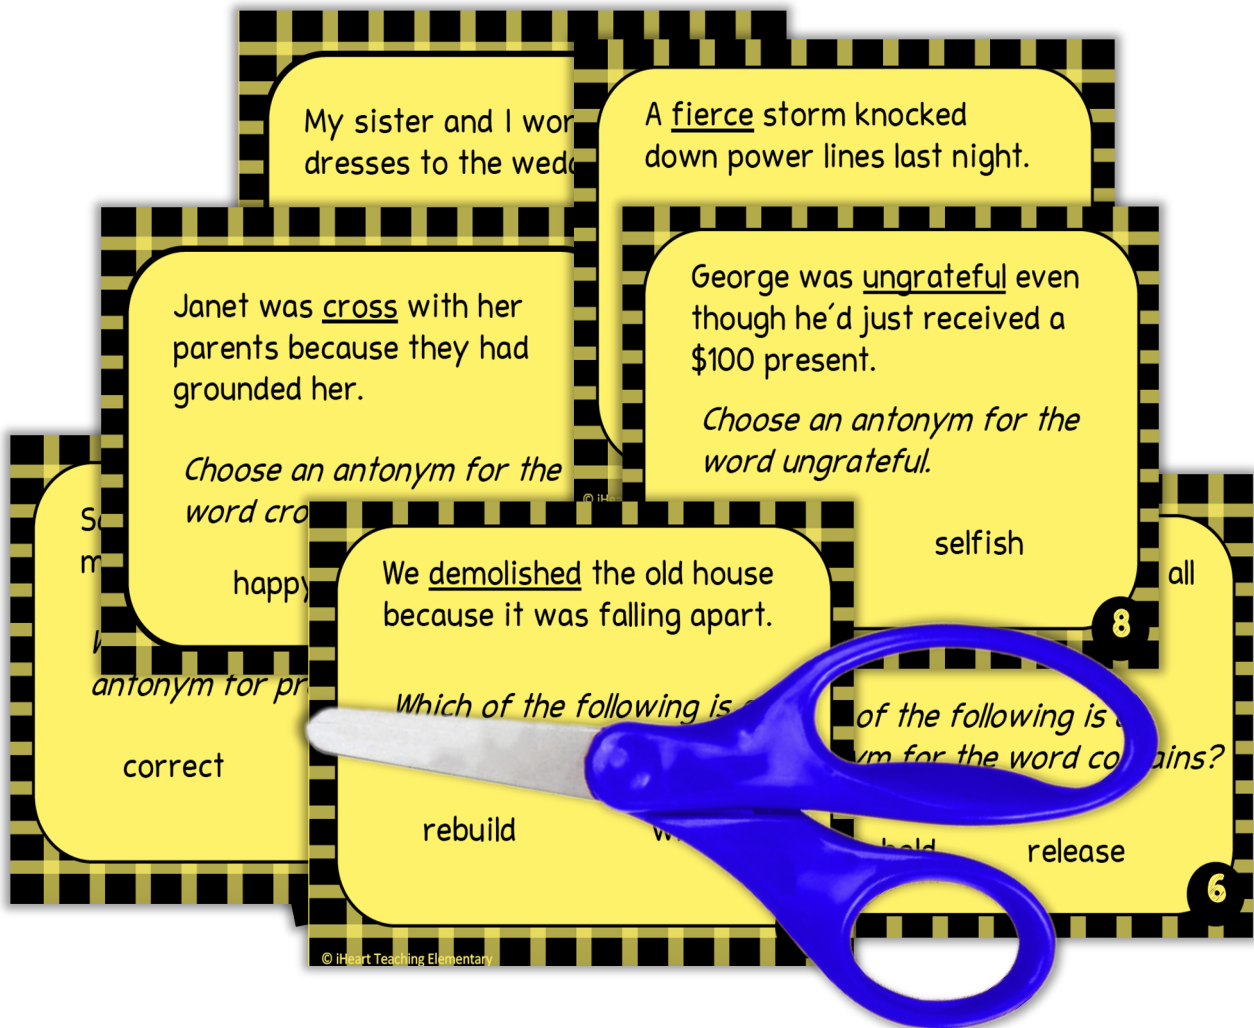 My sister and I
dresses to the
A fierce storm knocked
down power lines last night.
Janet was cross with her
parents because they had
grounded her.
Choose an antonym for the
word
happy
George was ungrateful even
though he´d just received a
$100 present.
Choose an antonym for the
word ungrateful.
selfish
8
antonym for
correct
We demolished the old house
because it was falling apart.
Which of the following is
rebuild
© iHeart Teaching Elementary
all
of the following is
for the word
hold
release
6